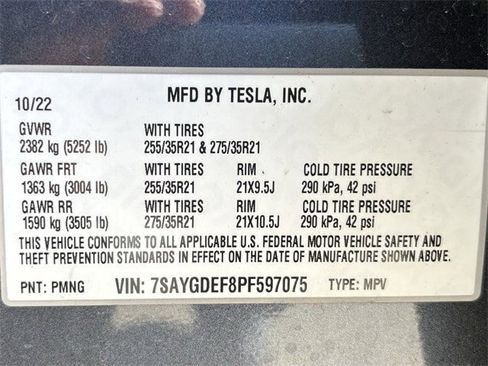 MFD BY TESLA, INC.
10/22
GVWR WITH TIRES
2382 kg (5252 lb) 255/35R21 & 275/35R21
GAWR FRT WITH TIRES RIM COLD TIRE PRESSURE
1363 kg (3004 lb) 255/35R21 21X9.5J 290 kPa, 42 psi
GAWR RR WITH TIRES RIM COLD TIRE PRESSURE
1590 kg (3505 lb) 275/35R21 21X10.5J 290 kPa, 42 psi
THIS VEHICLE CONFORMS TO ALL APPLICABLE U.S. FEDERAL MOTOR VEHICLE SAFETY AND
THEFT PREVENTION STANDARDS IN EFFECT ON THE DATE OF MANUFACTURE SHOWN ABOVE.
PNT: PMNG VIN: 7SAYGDEF8PF597075 TYPE: MPV